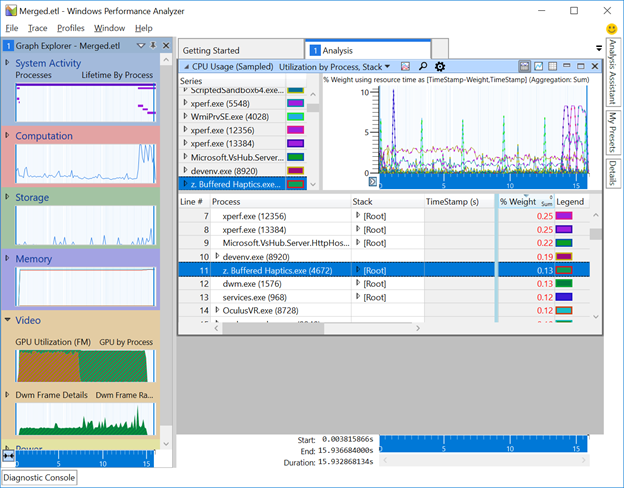 Merged.etl - Windows Performance Analyzer
File Trace Profiles Window Help
1 Graph Explorer - Merged.etl
System Activity
Processes Lifetime By Process
Computation
Storage
Memory
Video
GPU Utilization (FM) GPU by Process
Dwm Frame Details Dwm Frame Ra...
0 5 10 15
Diagnostic Console
Getting Started
1 Analysis
CPU Usage (Sampled) Utilization by Process, Stack
Series
ScriptedSandbox64.exe...
xperf.exe (5548)
WmiPrvSE.exe (4028)
xperf.exe (12356)
xperf.exe (13384)
Microsoft.VsHub.Server...
devenv.exe (8920)
z. Buffered Haptics.exe...
% Weight using resource time as [TimeStamp-Weight,TimeStamp] (Aggregation: Sum)
10
5
0
0 5 10 15
Line # Process Stack TimeStamp (s) % Weight Sum Legend
7 xperf.exe (12356) [Root] 0.25
8 xperf.exe (13384) [Root] 0.25
9 Microsoft.VsHub.Server.HttpHos... [Root] 0.22
10 devenv.exe (8920) 0.19
11 z. Buffered Haptics.exe (4672) [Root] 0.13
12 dwm.exe (1576) [Root] 0.13
13 services.exe (968) [Root] 0.12
14 OculusVR.exe (8728) 0.12
Start: 0.003815866s
End: 15.936684000s
Duration: 15.932868134s
0 5 10 15
Analysis Assistant
My Presets
Details